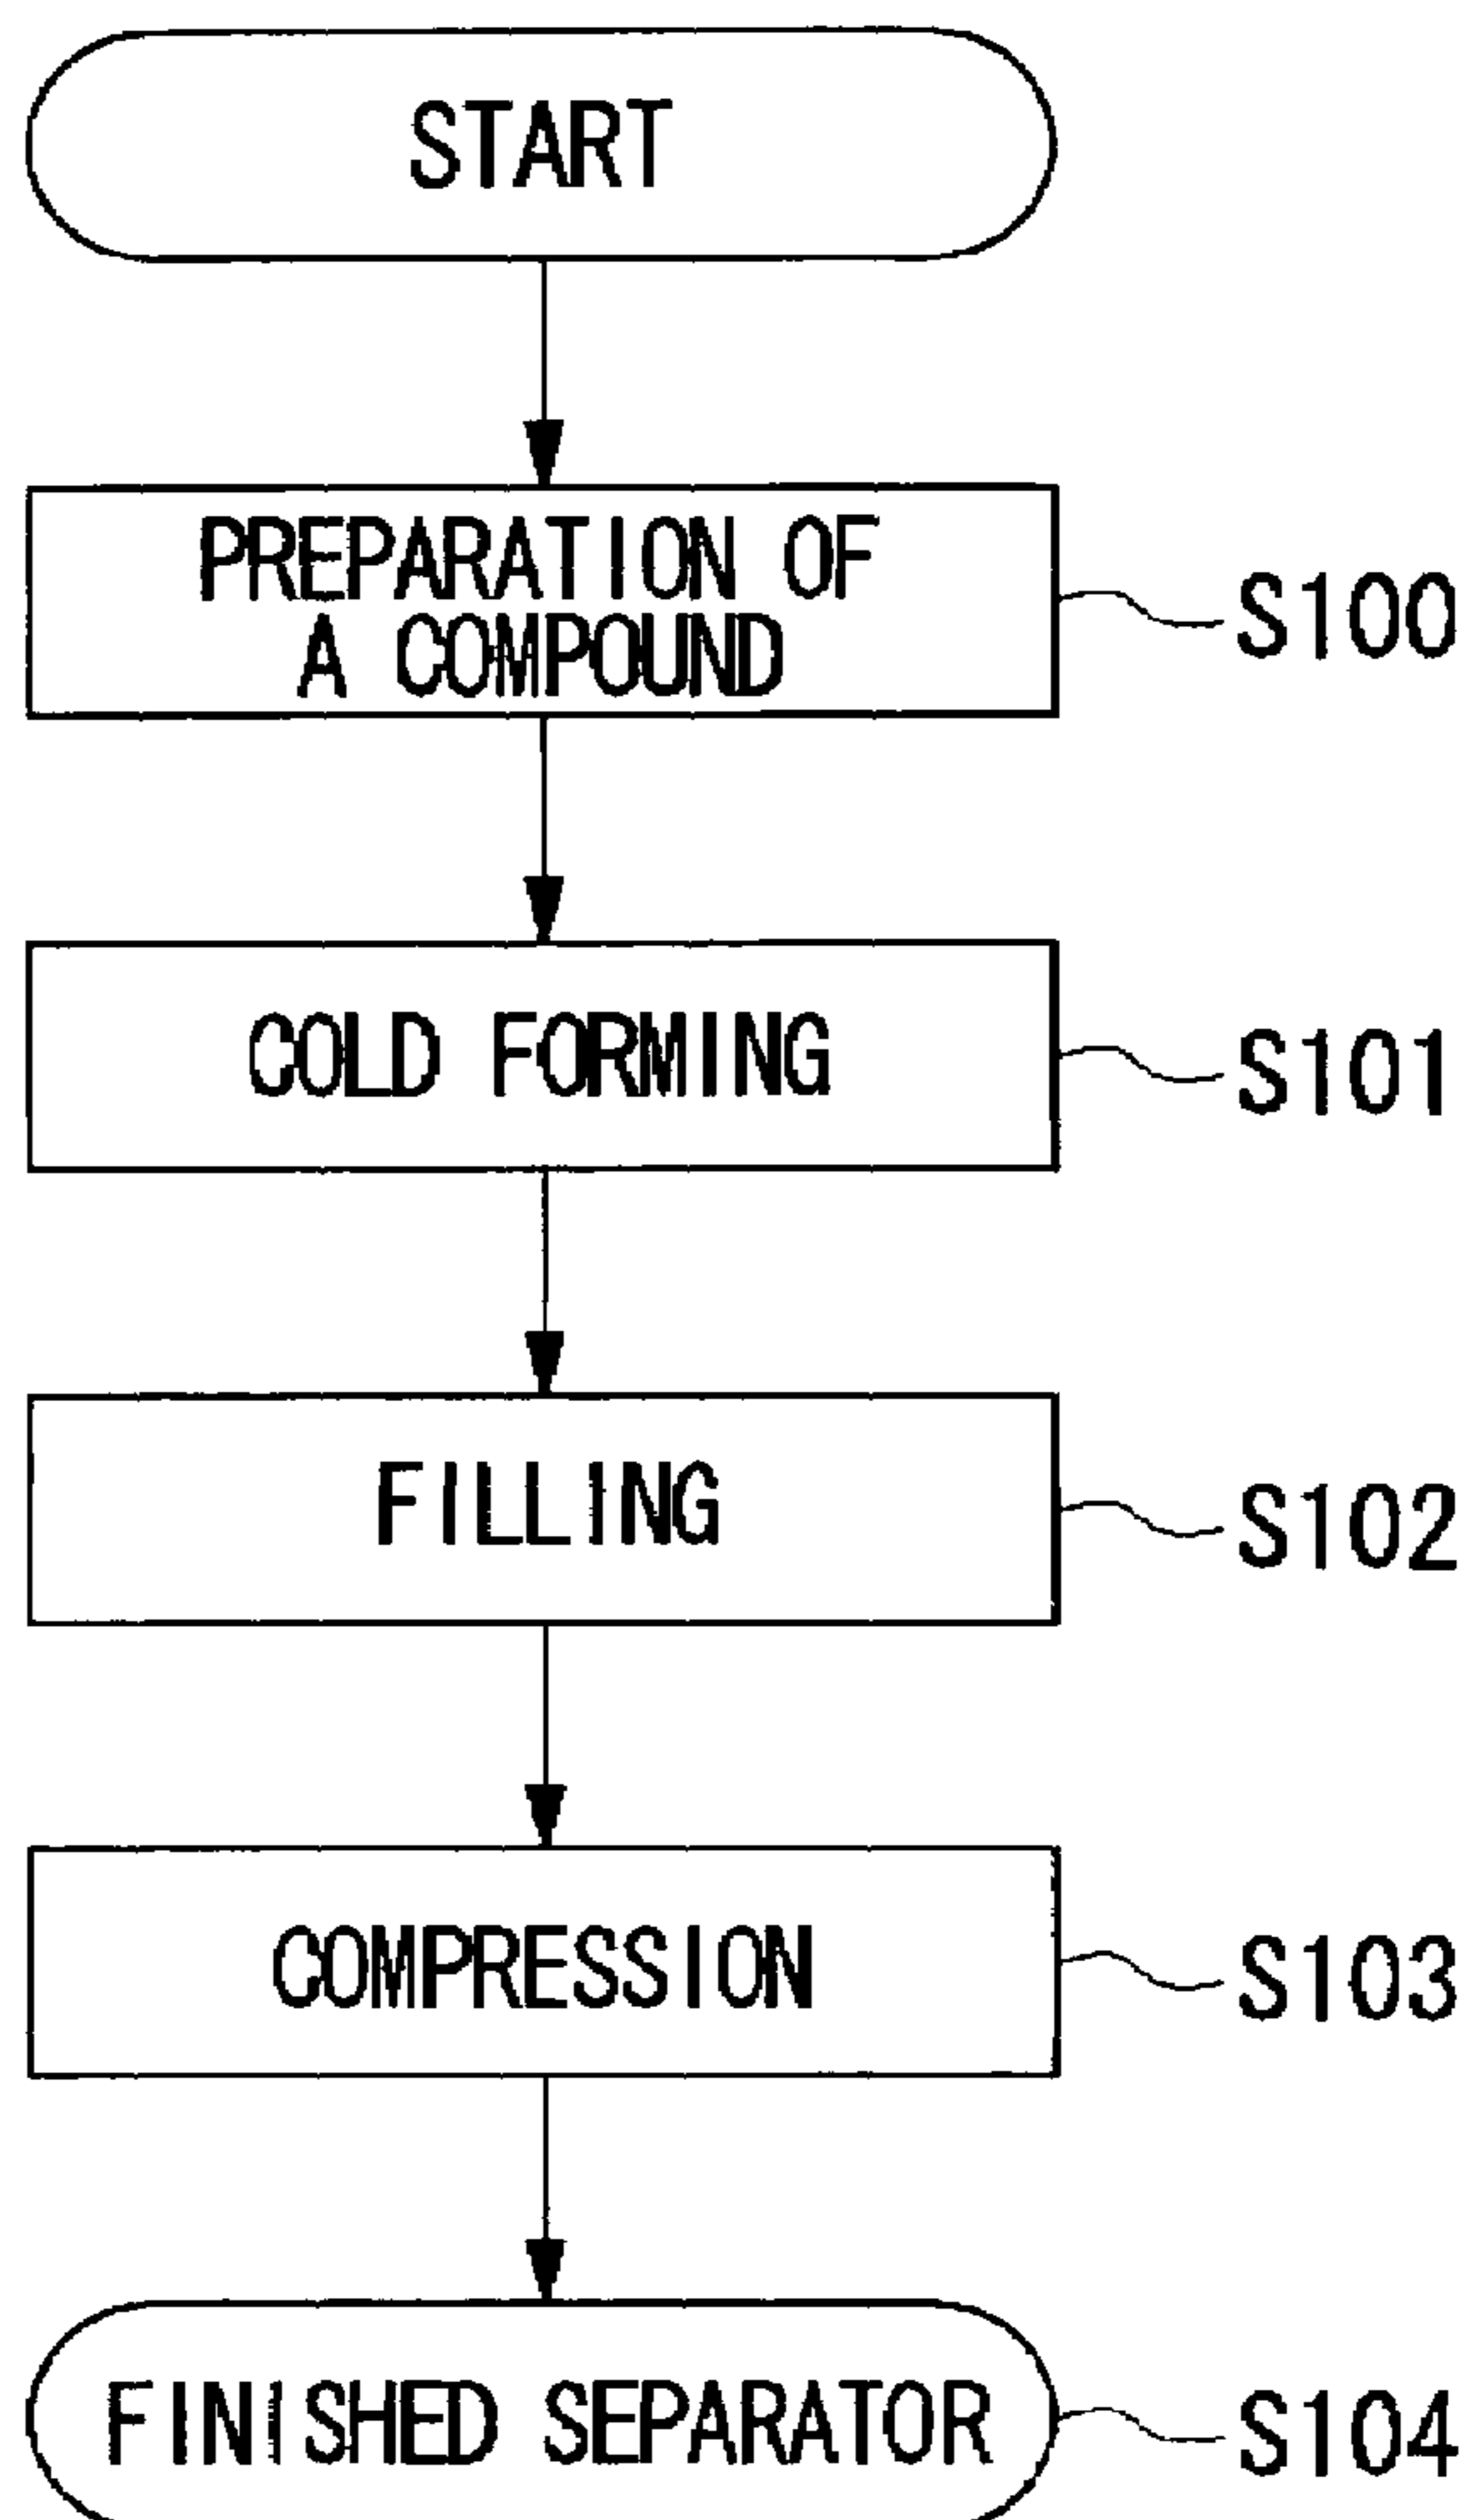 START
PREPARATION OF
A COMPOUND
S100
COLD FORMING
S101
FILLING
S102
COMPRESSION
S103
FINISHED SEPARATOR
S104